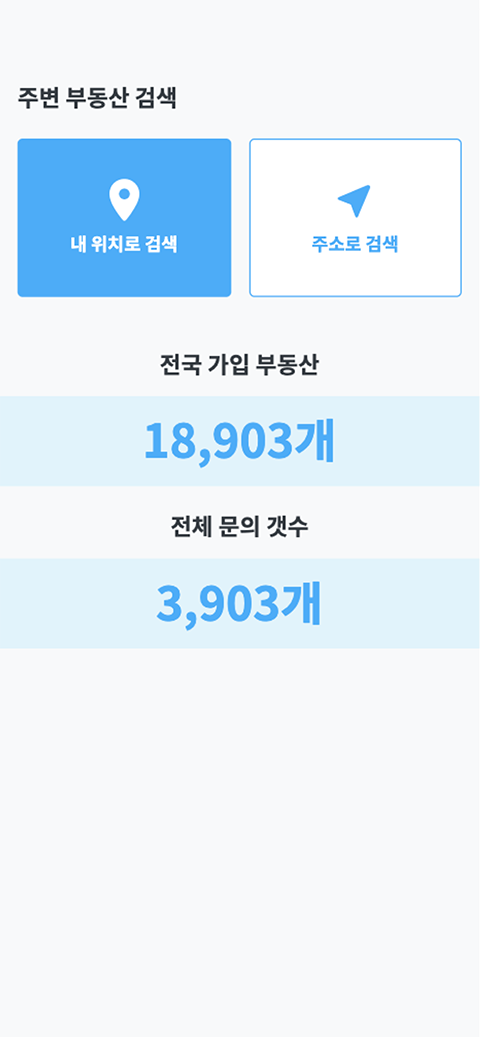 주변 부동산 검색
내 위치로 검색
주소로 검색
전국 가입 부동산
18,903개
전체 문의 갯수
3,903개